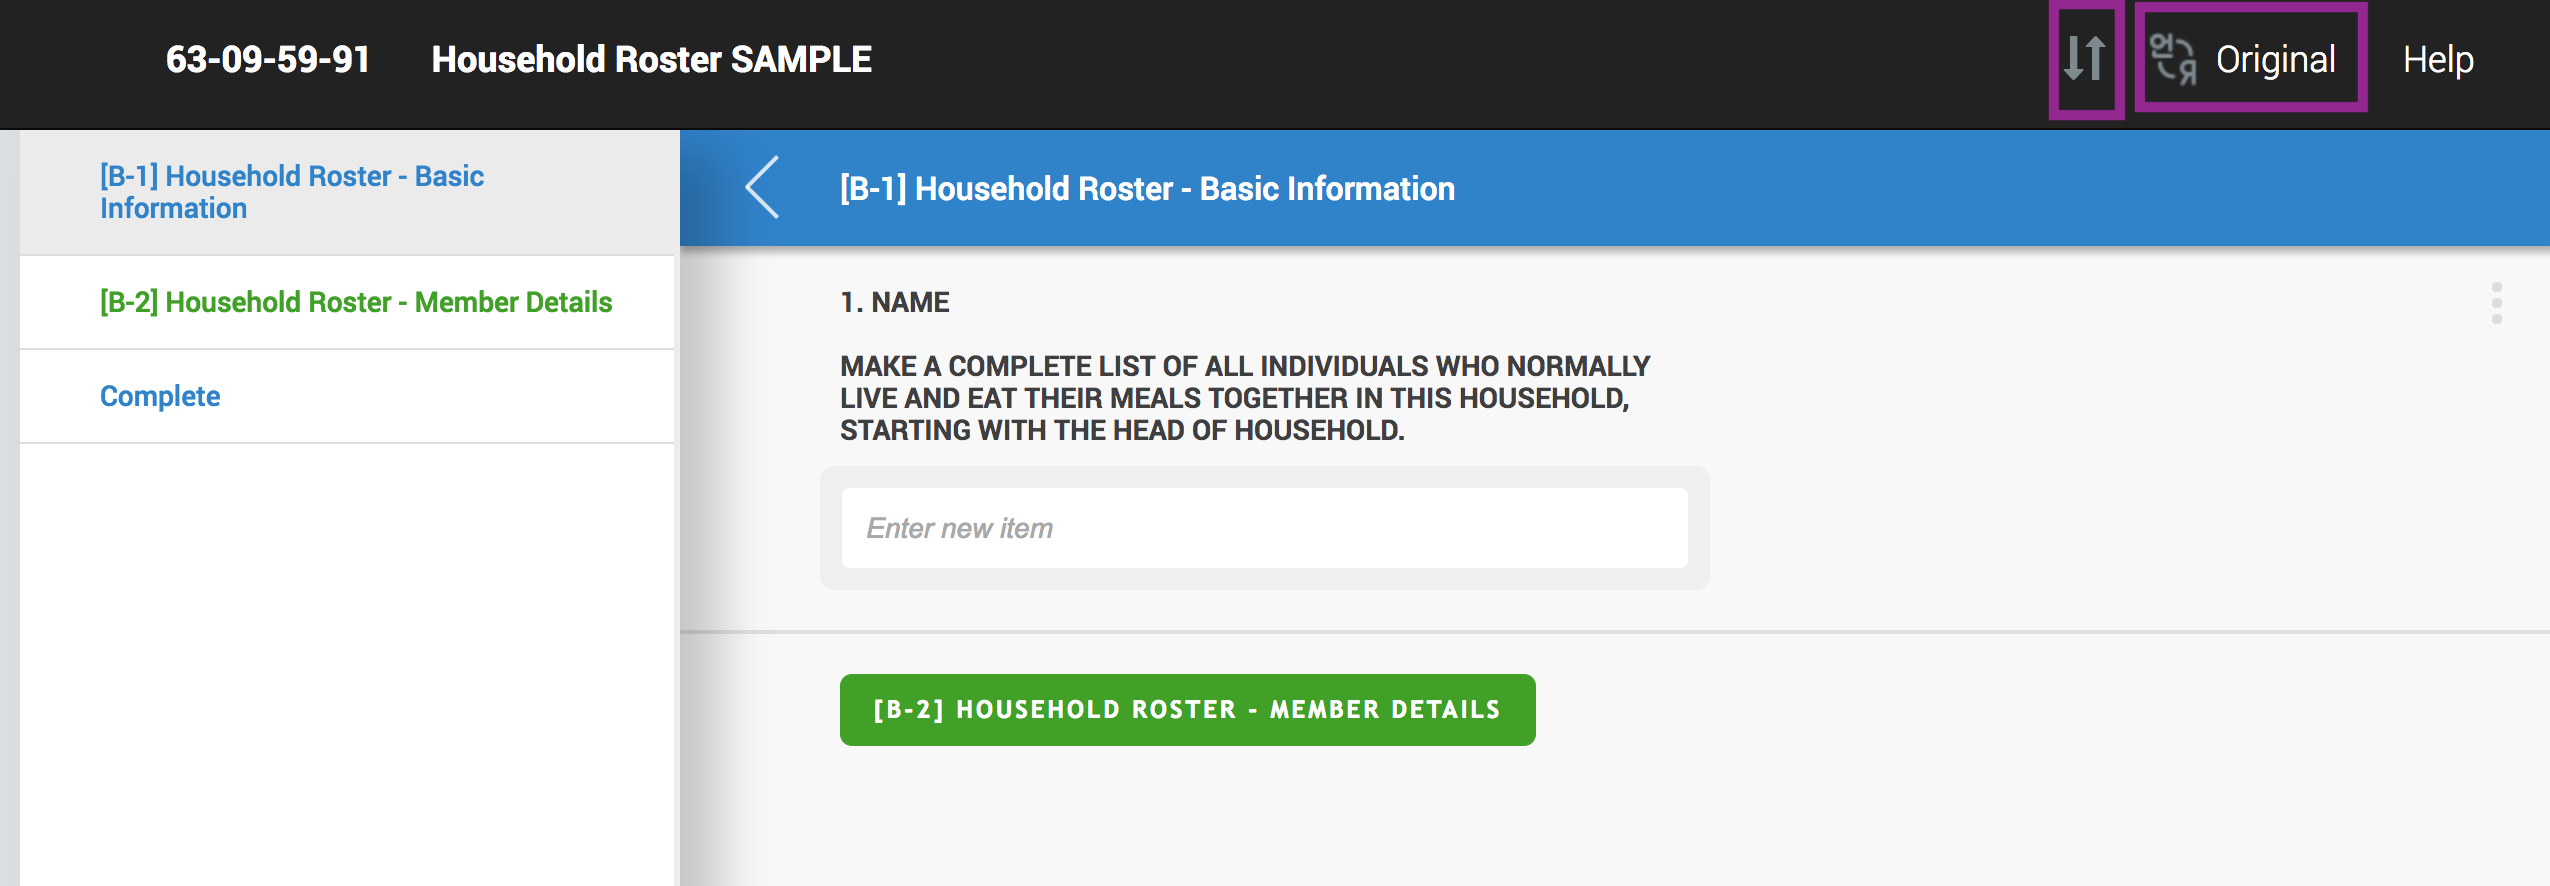 63-09-59-91 Household Roster SAMPLE 언 Я Original Help
[B-1] Household Roster - Basic
Information
[B-2] Household Roster - Member Details
Complete
[B-1] Household Roster - Basic Information
1. NAME
MAKE A COMPLETE LIST OF ALL INDIVIDUALS WHO NORMALLY
LIVE AND EAT THEIR MEALS TOGETHER IN THIS HOUSEHOLD,
STARTING WITH THE HEAD OF HOUSEHOLD.
Enter new item
[B-2] HOUSEHOLD ROSTER - MEMBER DETAILS